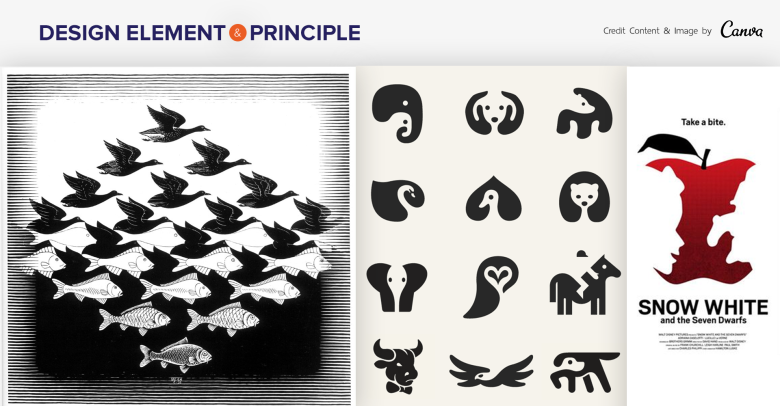 DESIGN ELEMENT & PRINCIPLE
Credit Content & Image by Canva
Take a bite.
SNOW WHITE
and the Seven Dwarfs